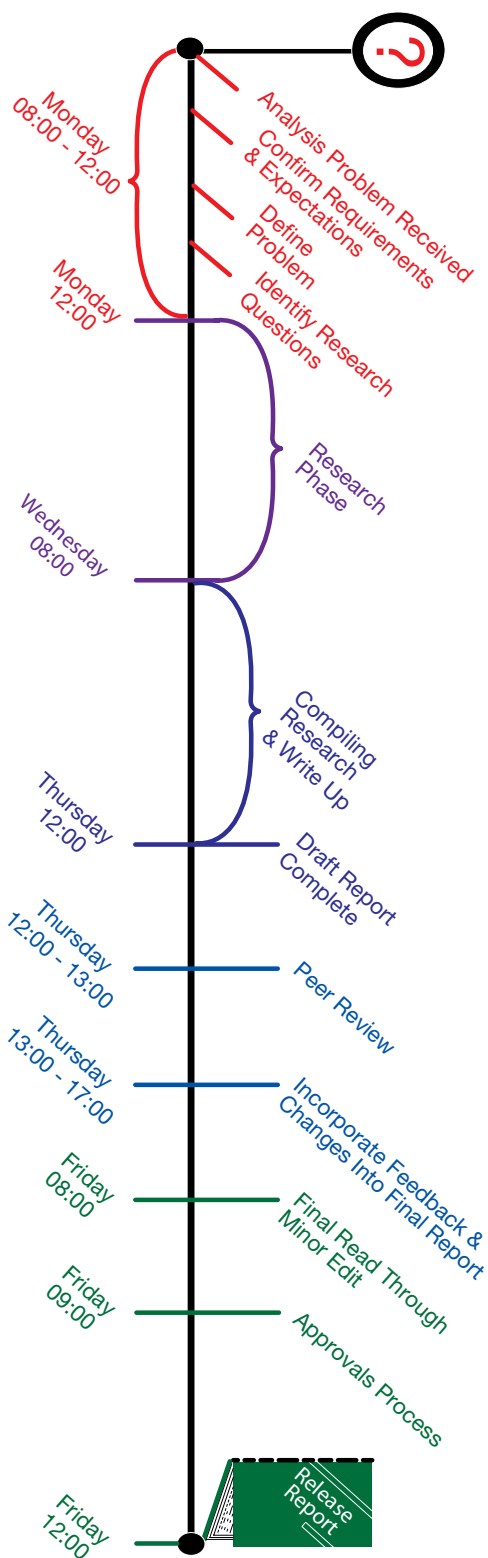 ?
Monday
08:00 - 12:00
Analysis Problem Received
Confirm Requirements
& Expectations
Define
Problem
Identify Research
Questions
Monday
12:00
Research
Phase
Wednesday
08:00
Compiling
Research
& Write Up
Thursday
12:00
Draft Report
Complete
Thursday
12:00 - 13:00
Peer Review
Thursday
13:00 - 17:00
Incorporate Feedback &
Changes Into Final Report
Friday
08:00
Final Read Through
Minor Edit
Friday
09:00
Approvals Process
Friday
12:00
Release
Report